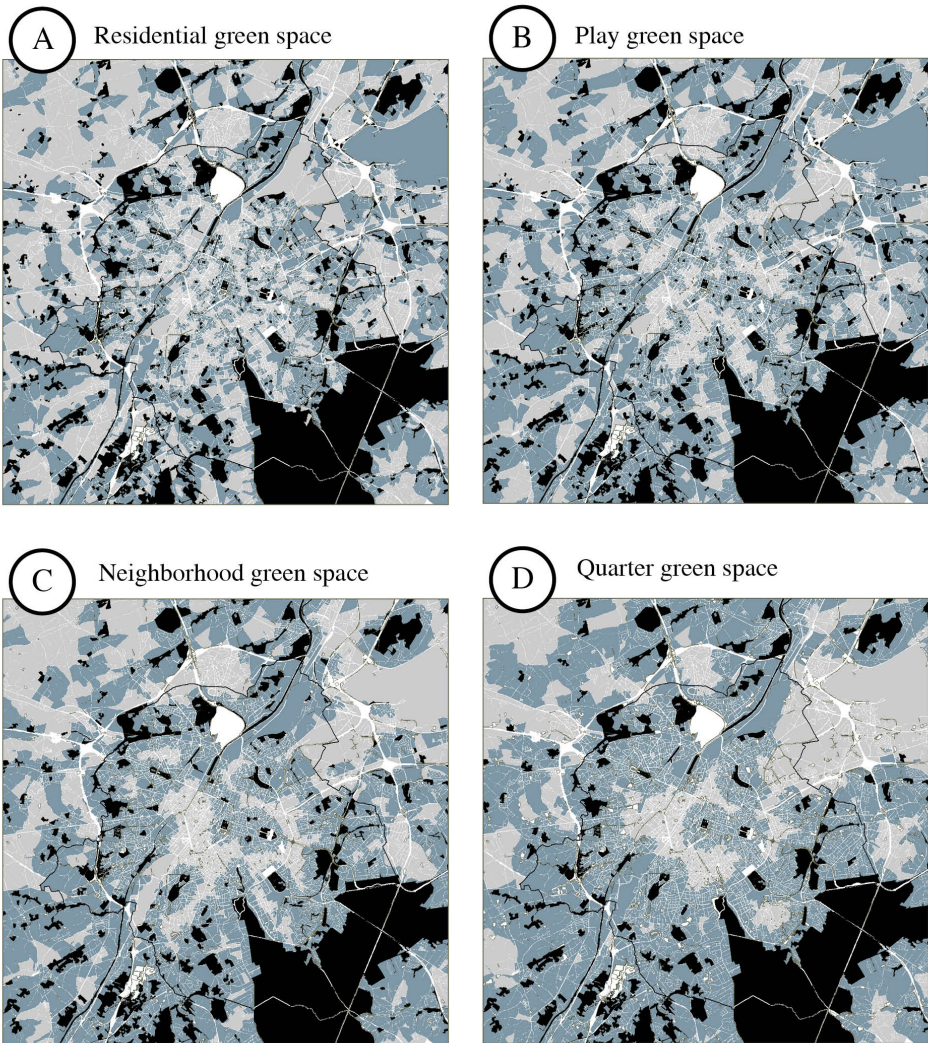 A
Residential green space
B
Play green space
C
Neighborhood green space
D
Quarter green space